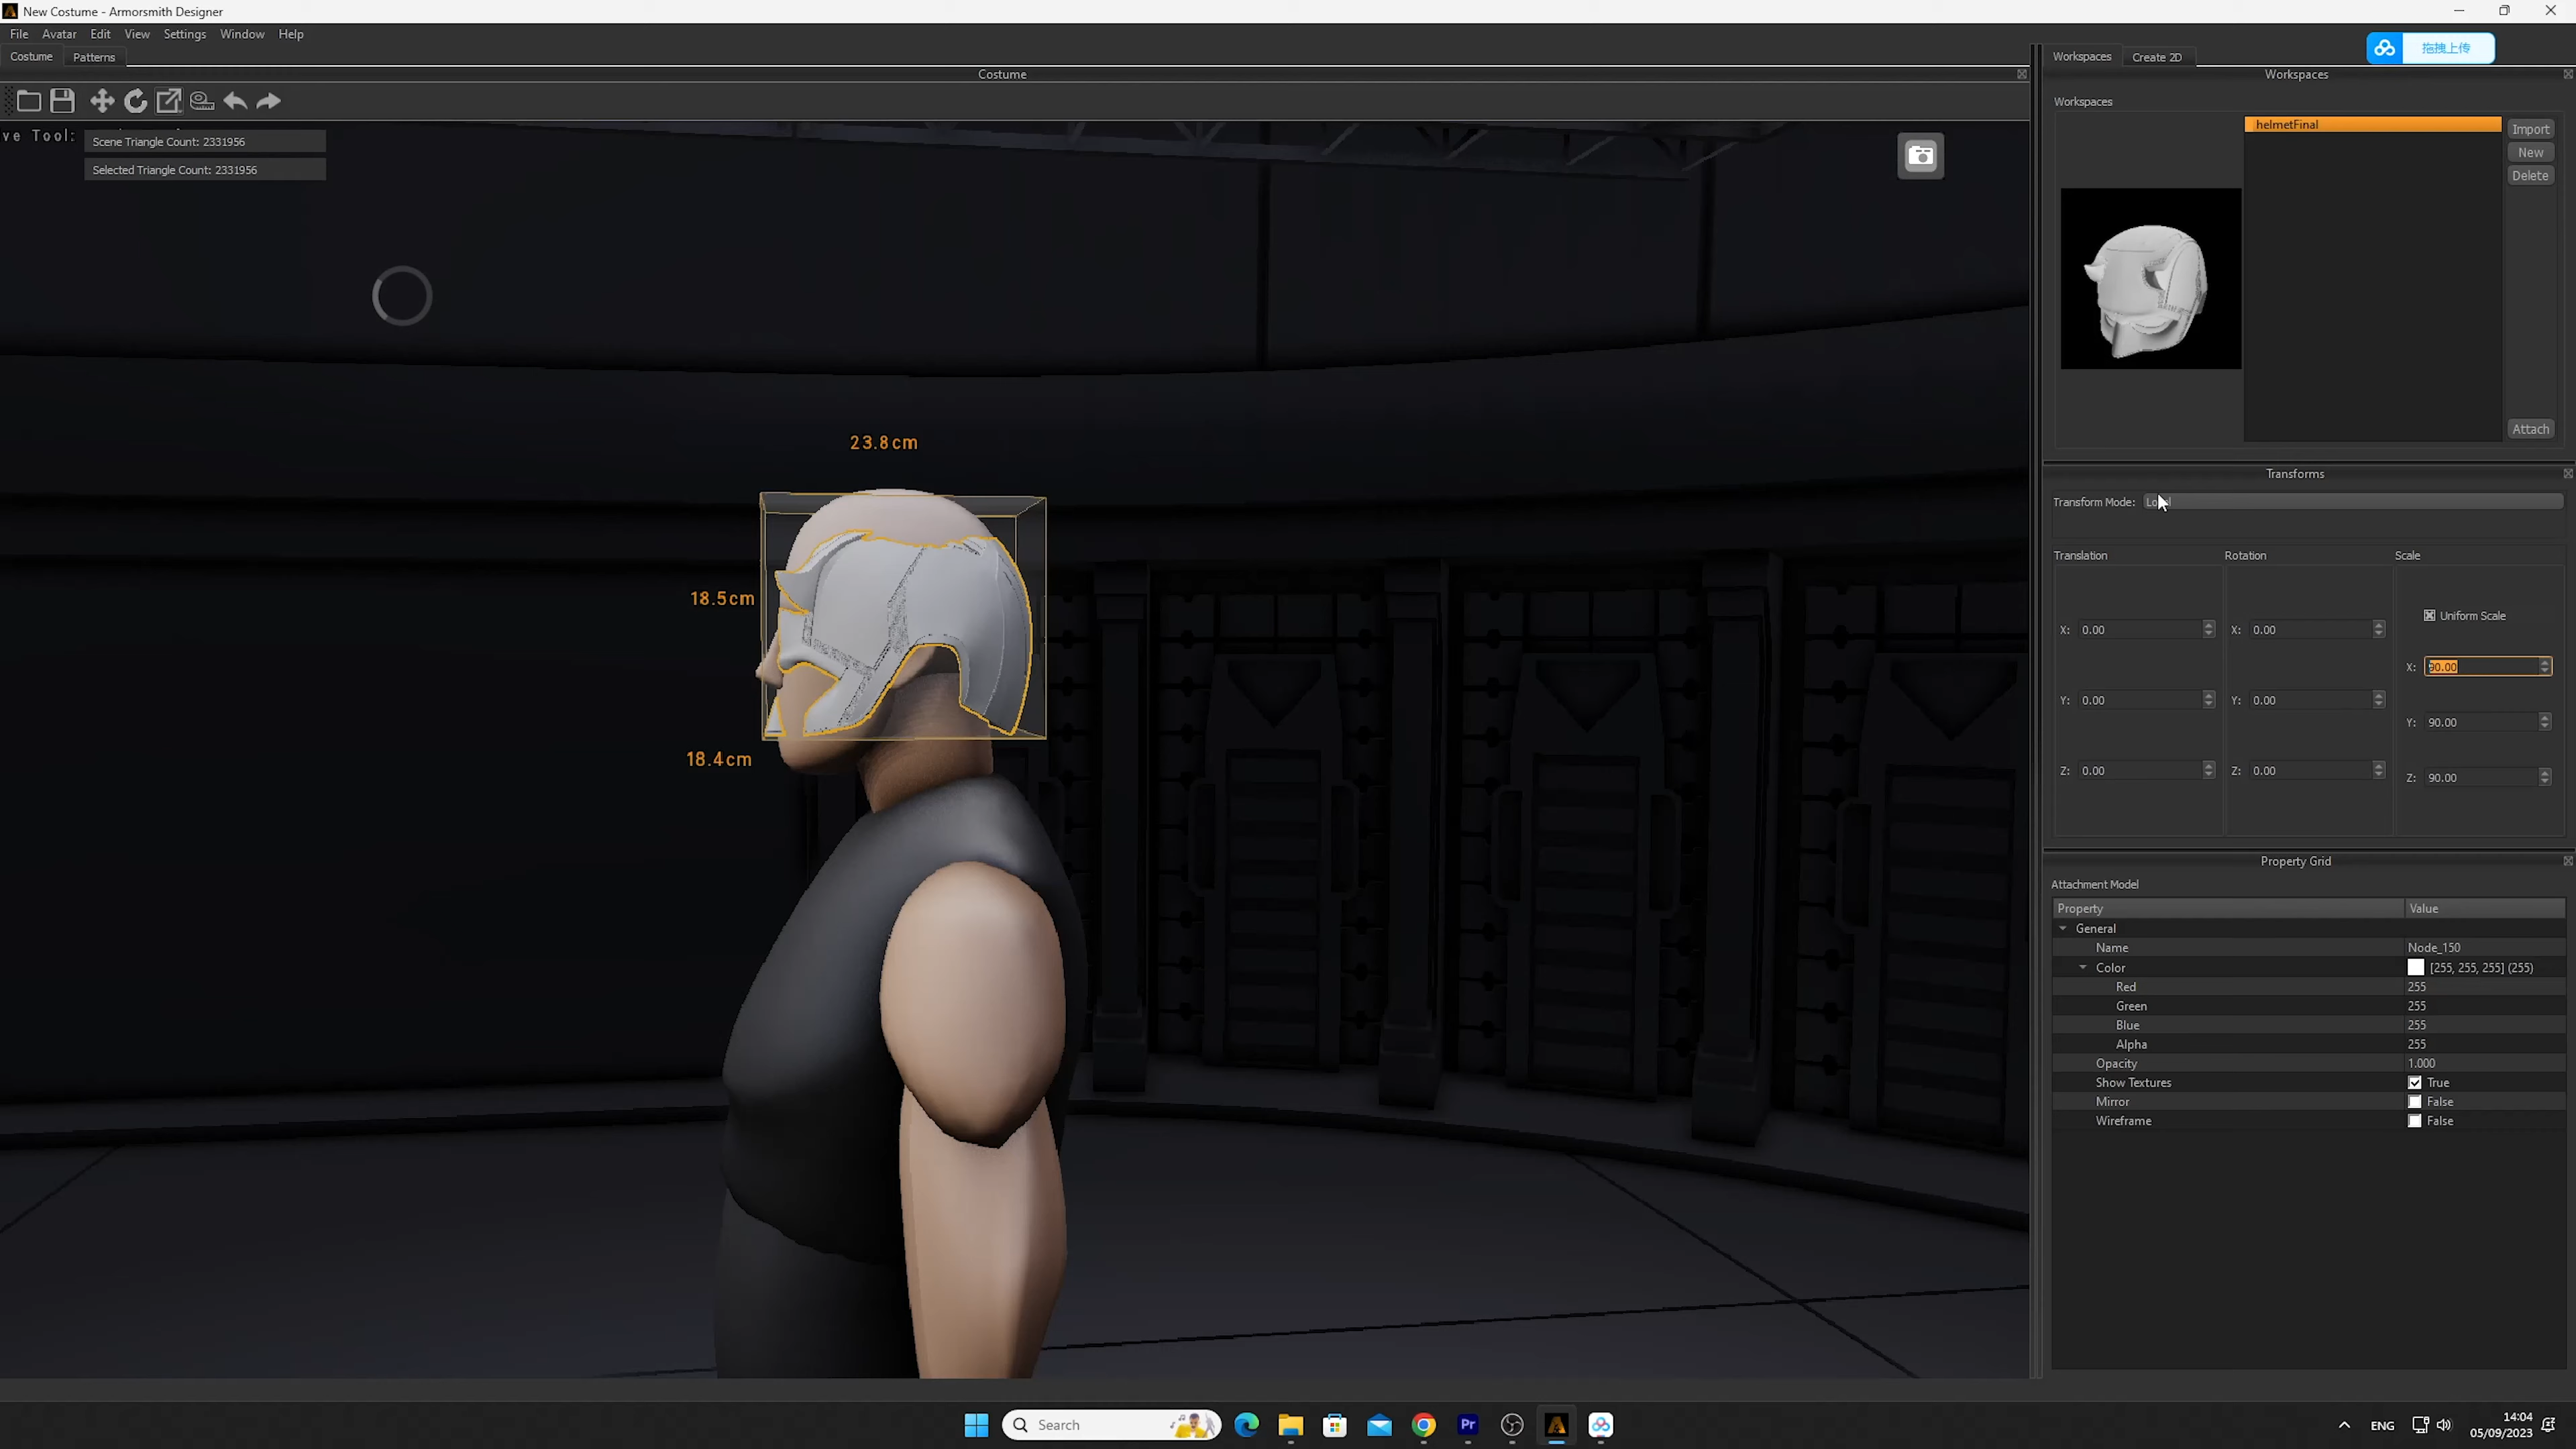 New Costume - Armorsmith Designer
File Avatar Edit View Settings Window Help
Costume Patterns
Costume
ve Tool:
Scene Triangle Count: 2331956
Selected Triangle Count: 2331956
23.8cm
18.5cm
18.4cm
Workspaces Create 2D
拖拽上传
Workspaces
Workspaces
helmetFinal
Import
New
Delete
Attach
Transforms
Transform Mode:
Translation Rotation Scale
Uniform Scale
X: 0.00 X: 0.00 X: 90.00
Y: 0.00 Y: 0.00 Y: 90.00
Z: 0.00 Z: 0.00 Z: 90.00
Property Grid
Attachment Model
Property Value
General
Name Node_150
Color [255, 255, 255] (255)
Red 255
Green 255
Blue 255
Alpha 255
Opacity 1.000
Show Textures True
Mirror False
Wireframe False
Search
Pr
ENG
14:04
05/09/2023